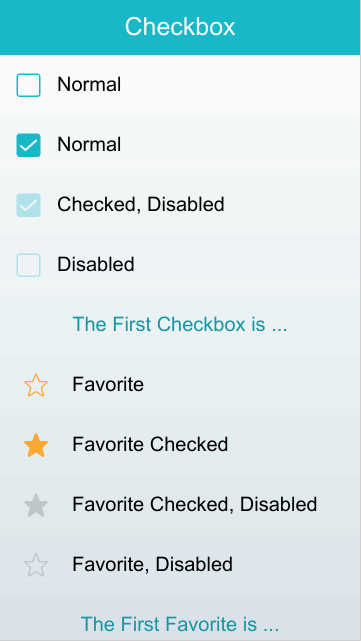 Checkbox
Normal
Normal
Checked, Disabled
Disabled
The First Checkbox is ...
Favorite
Favorite Checked
Favorite Checked, Disabled
Favorite, Disabled
The First Favorite is ...